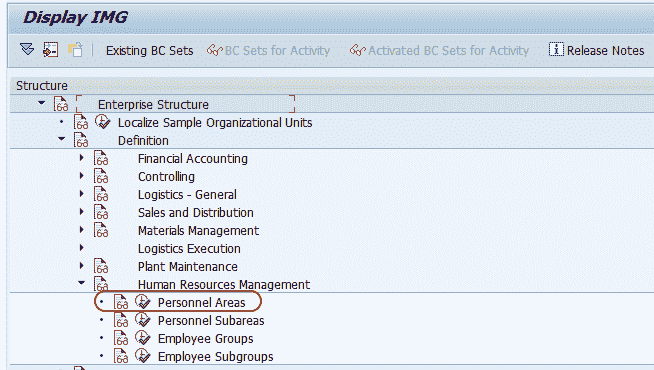 Display IMG
Existing BC Sets BC Sets for Activity Activated BC Sets for Activity Release Notes
Structure
Enterprise Structure
Localize Sample Organizational Units
Definition
Financial Accounting
Controlling
Logistics - General
Sales and Distribution
Materials Management
Logistics Execution
Plant Maintenance
Human Resources Management
Personnel Areas
Personnel Subareas
Employee Groups
Employee Subgroups